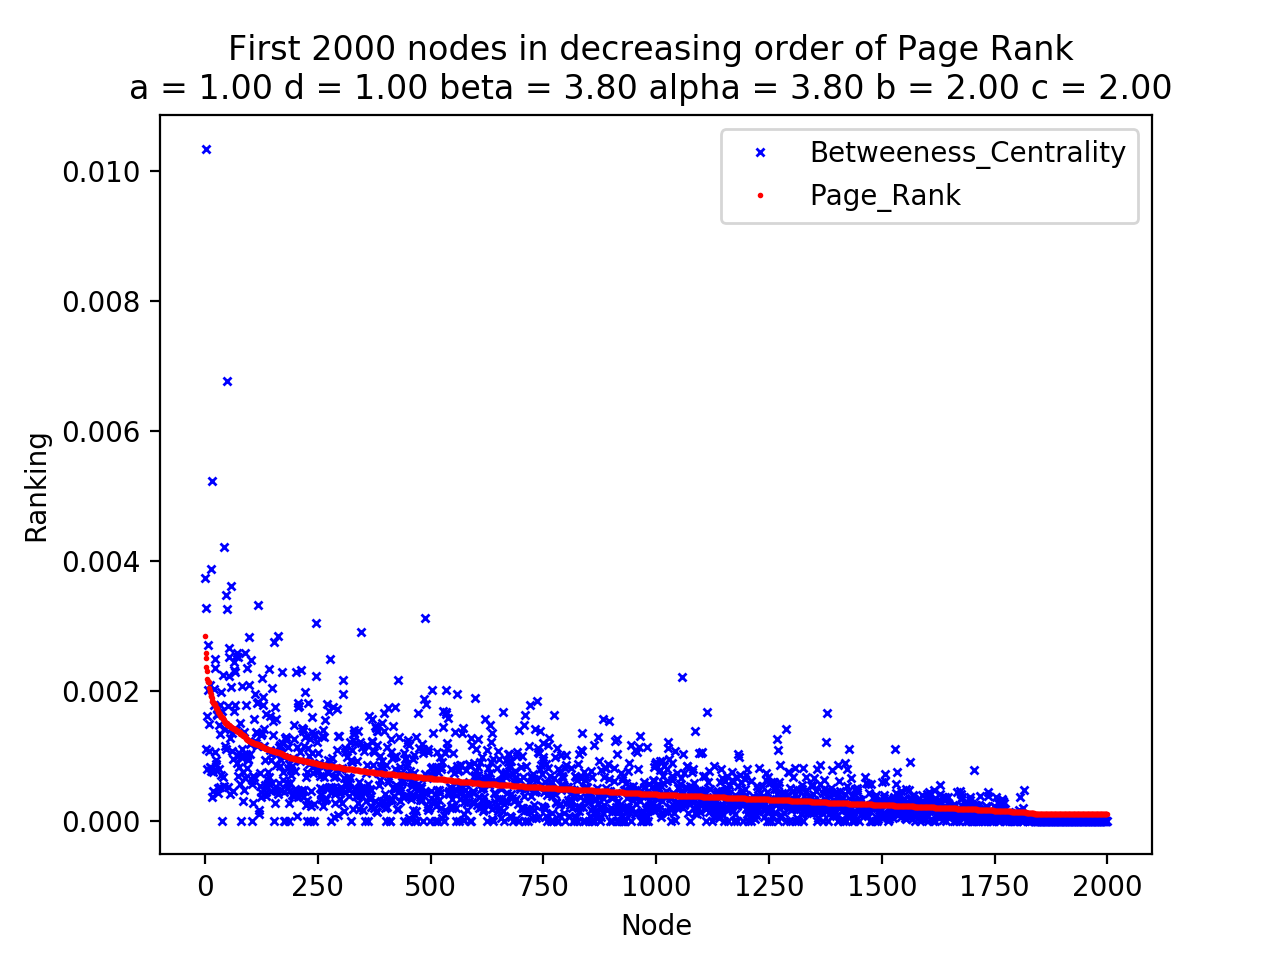 First 2000 nodes in decreasing order of Page Rank
a = 1.00 d = 1.00 beta = 3.80 alpha = 3.80 b = 2.00 c = 2.00
Betweeness_Centrality
Page_Rank
0.010
0.008
0.006
0.004
0.002
0.000
Ranking
0 250 500 750 1000 1250 1500 1750 2000
Node